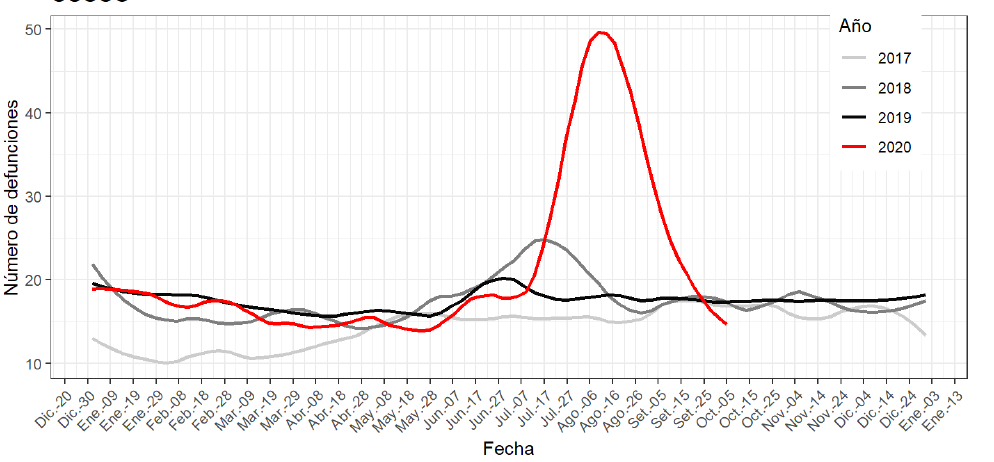 Año
2017
2018
2019
2020
Número de defunciones
50
40
30
20
10
Dic.-20
Dic.-30
Ene.-09
Ene.-19
Ene.-29
Feb.-08
Feb.-18
Feb.-28
Mar.-09
Mar.-19
Mar.-29
Abr.-08
Abr.-18
Abr.-28
May.-08
May.-18
May.-28
Jun.-07
Jun.-17
Jun.-27
Jul.-07
Jul.-17
Jul.-27
Ago.-06
Ago.-16
Ago.-26
Set.-05
Set.-15
Set.-25
Oct.-05
Oct.-15
Oct.-25
Nov.-04
Nov.-14
Nov.-24
Dic.-04
Dic.-14
Dic.-24
Ene.-03
Ene.-13
Fecha